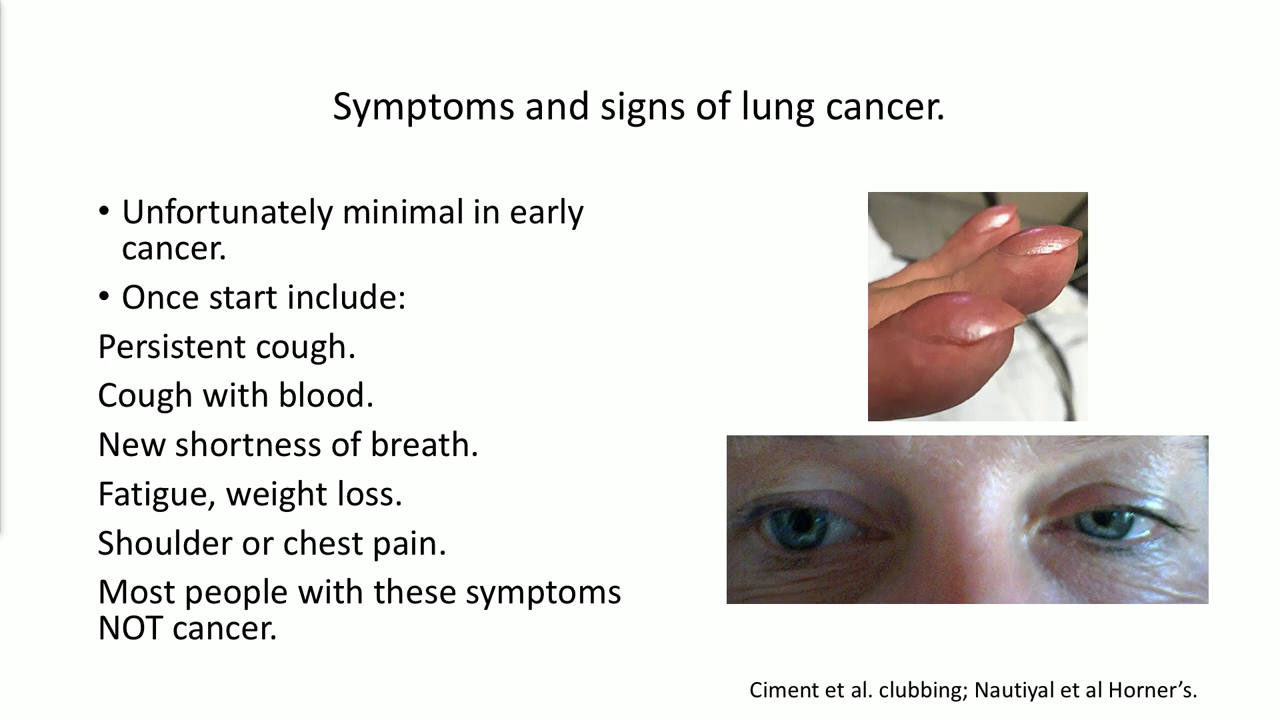 Symptoms and signs of lung cancer.
• Unfortunately minimal in early
cancer.
• Once start include:
Persistent cough.
Cough with blood.
New shortness of breath.
Fatigue, weight loss.
Shoulder or chest pain.
Most people with these symptoms
NOT cancer.
Ciment et al. clubbing; Nautiyal et al Horner’s.